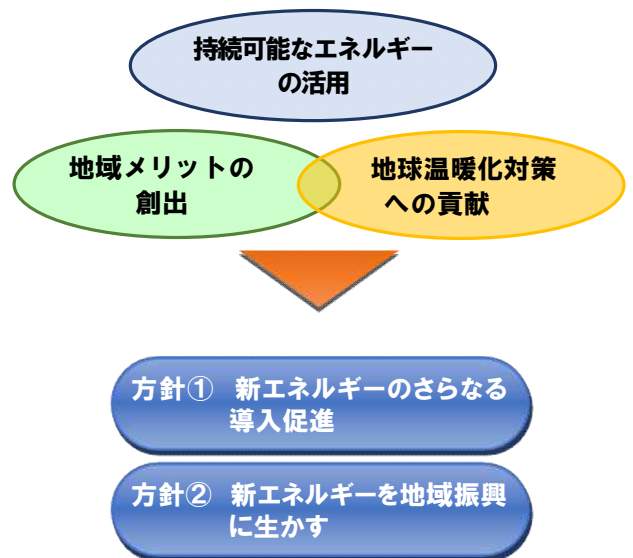 持続可能なエネルギー
の活用
地域メリットの
創出
地球温暖化対策
への貢献
方針① 新エネルギーのさらなる
導入促進
方針② 新エネルギーを地域振興
に生かす